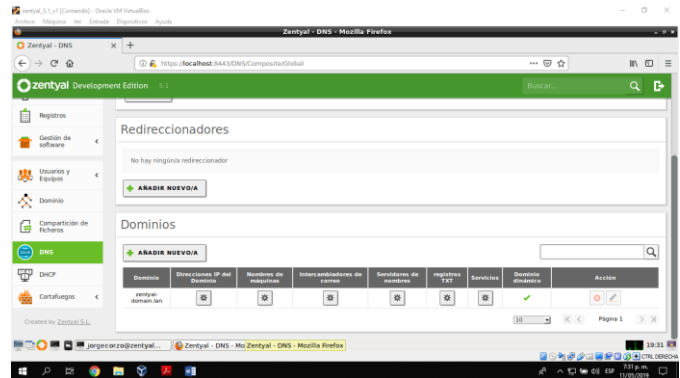 zentyal_5.1_v1 [Corriendo] - Oracle VM VirtualBox
Archivo Máquina Ver Entrada Dispositivos Ayuda
Zentyal - DNS - Mozilla Firefox
Zentyal - DNS
https://localhost:8443/DNS/Composite/Global
zentyal Development Edition 5.1
Buscar...
Registros
Gestión de
software
Usuarios y
Equipos
Dominio
Compartición de
Ficheros
DNS
DHCP
Cortafuegos
Created by Zentyal S.L.
Redireccionadores
No hay ningún/a redireccionador
AÑADIR NUEVO/A
Dominios
AÑADIR NUEVO/A
Dominio Direcciones IP del Dominio Nombres de máquinas Intercambiadores de correo Servidores de nombres registros TXT Servicios Dominio dinámico Acción
zentyal-
domain.lan
10 Página 1
jorgecorzo@zentyal... Zentyal - DNS - Mo Zentyal - DNS - Mozilla Firefox 19:31
CTRL DERECHA
ESP 7:31 p. m.
11/05/2019